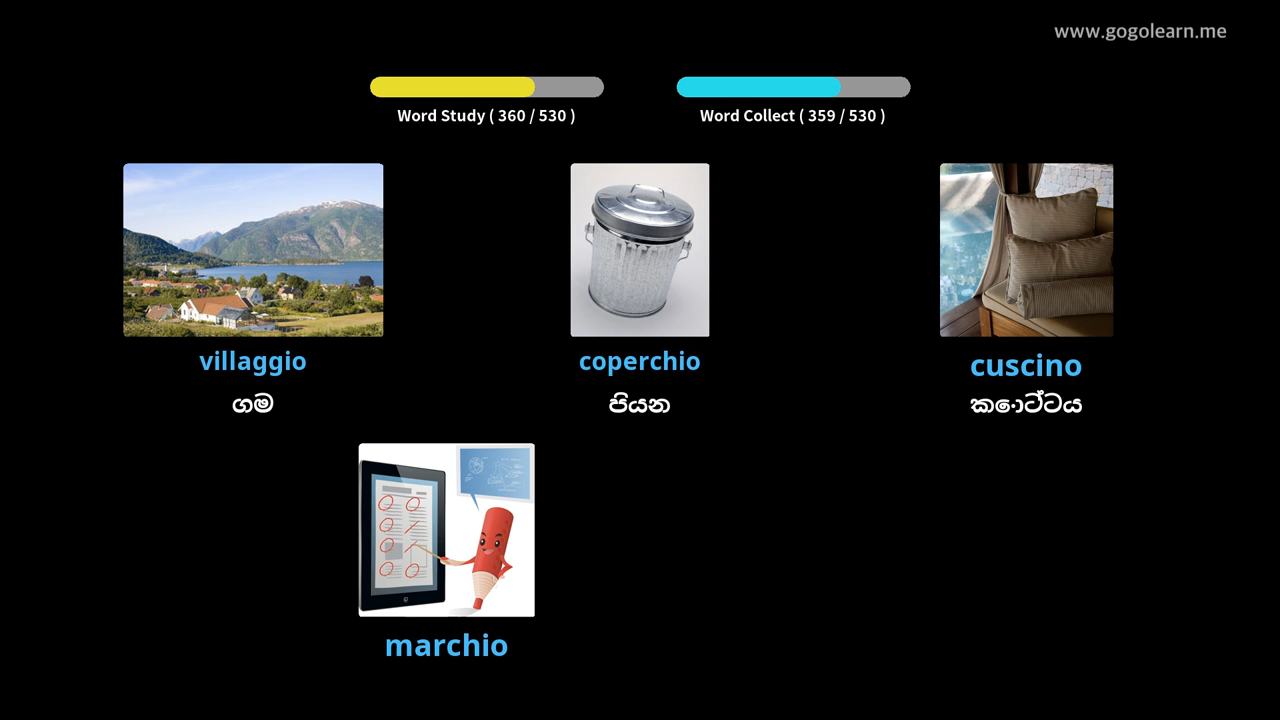 www.gogolearn.me
Word Study ( 360 / 530 )
Word Collect ( 359 / 530 )
villaggio
coperchio
cuscino
ගම
පියන
කොට්ටය
marchio